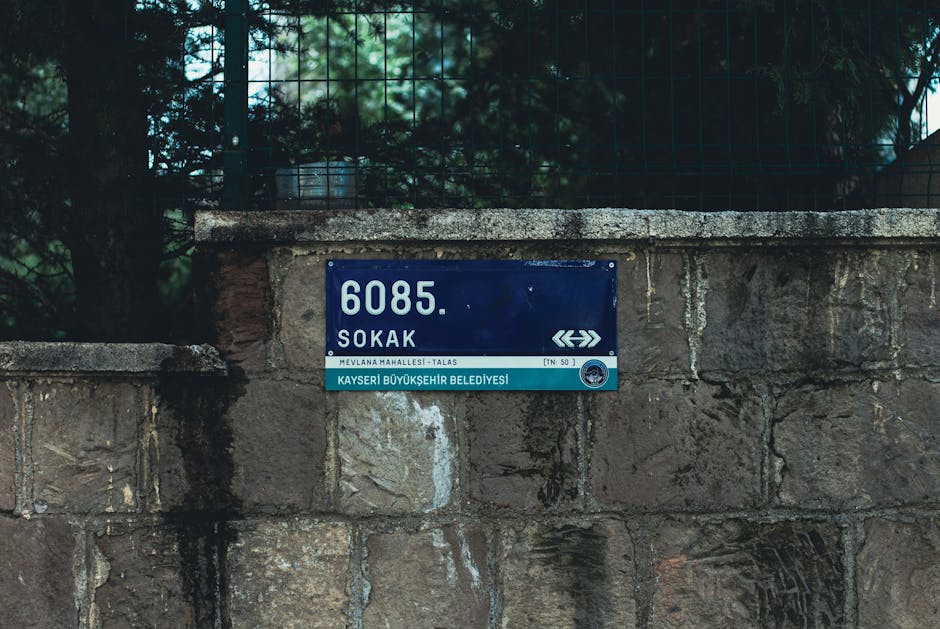 6085.
SOKAK
MEVLANA MAHALLESİ - TALAS [TN: 50 ]
KAYSERİ BÜYÜKŞEHİR BELEDİYESİ